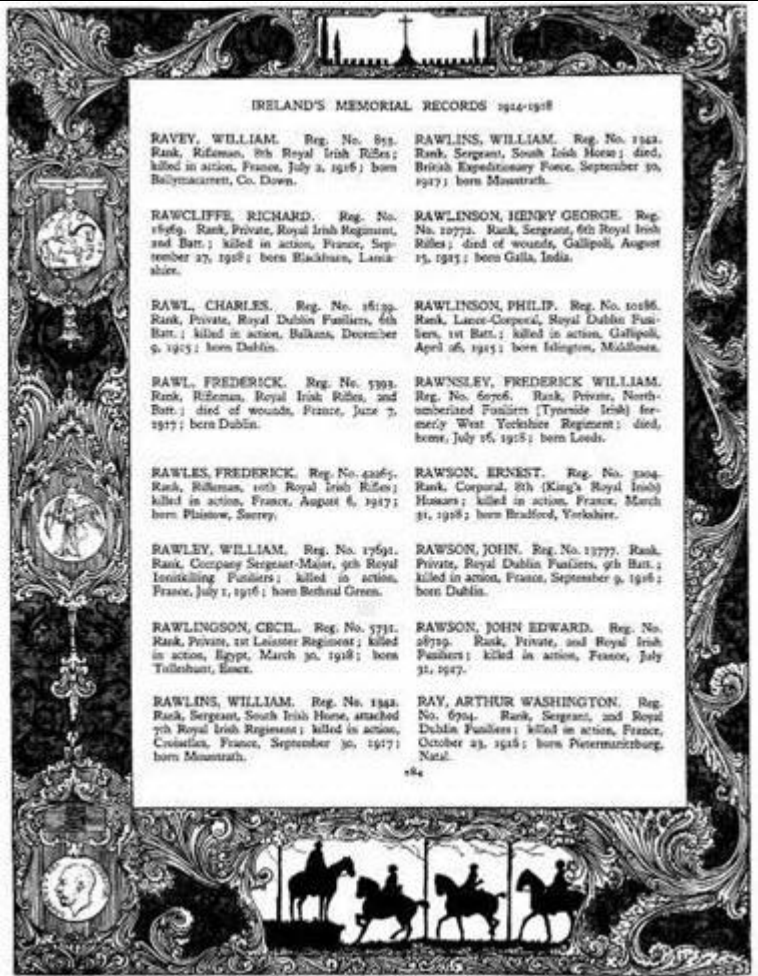 IRELAND'S MEMORIAL RECORDS 1914-1918
RAVEY, WILLIAM. Reg. No. 853.
Rank, Rifleman, 8th Royal Irish Rifles;
killed in action, France, July 2, 1916; born
Ballymacarrett, Co. Down.
RAWCLIFFE, RICHARD. Reg. No.
18969. Rank, Private, Royal Irish Regiment,
2nd Batt.; killed in action, France, Sep-
tember 27, 1918; born Blackburn, Lanca-
shire.
RAWL, CHARLES. Reg. No.
Rank, Private, Royal Dublin Fusiliers, 6th
Batt.; killed in action, Balkans, December
9, 1915; born Dublin.
RAWL, FREDERICK. Reg. No. 5393.
Rank, Rifleman, Royal Irish Rifles, 2nd
Batt.; died of wounds, France, June 7,
1917; born Dublin.
RAWLES, FREDERICK. Reg. No. 42265.
Rank, Rifleman, 10th Royal Irish Rifles;
killed in action, France, August 6, 1917;
born Plaistow, Surrey.
RAWLEY, WILLIAM. Reg. No. 17691.
Rank, Company Sergeant-Major, 9th Royal
Inniskilling Fusiliers; killed in action,
France, July 1, 1916; born Bethnal Green.
RAWLINGSON, CECIL. Reg. No. 5731.
Rank, Private, 1st Leinster Regiment; killed
in action, Egypt, March 30, 1918; born
Tolleshunt, Essex.
RAWLINS, WILLIAM. Reg. No. 1342.
Rank, Sergeant, South Irish Horse, attached
7th Royal Irish Regiment; killed in action,
Croiselles, France, September 30, 1917;
born Mountrath.
RAWLINS, WILLIAM. Reg. No. 1342.
Rank, Sergeant, South Irish Horse; died,
British Expeditionary Force, September 30,
1917; born Mountrath.
RAWLINSON, HENRY GEORGE. Reg.
No. 10772. Rank, Sergeant, 6th Royal Irish
Rifles; died of wounds, Gallipoli, August
15, 1915; born Galla, India.
RAWLINSON, PHILIP. Reg. No. 10286.
Rank, Lance-Corporal, Royal Dublin Fusi-
liers, 1st Batt.; killed in action, Gallipoli,
April 26, 1915; born Islington, Middlesex.
RAWNSLEY, FREDERICK WILLIAM.
Reg. No. 60706. Rank, Private, North-
umberland Fusiliers (Tyneside Irish) for-
merly West Yorkshire Regiment; died,
home, July 16, 1918; born Leeds.
RAWSON, ERNEST. Reg. No. 3204.
Rank, Corporal, 8th (King's Royal Irish)
Hussars; killed in action, France, March
31, 1918; born Bradford, Yorkshire.
RAWSON, JOHN. Reg. No. 13777. Rank,
Private, Royal Dublin Fusiliers, 9th Batt.;
killed in action, France, September 9, 1916;
born Dublin.
RAWSON, JOHN EDWARD. Reg. No.
28719. Rank, Private, 2nd Royal Irish
Fusiliers; killed in action, France, July
31, 1917.
RAY, ARTHUR WASHINGTON. Reg.
No. 6704. Rank, Sergeant, 2nd Royal
Dublin Fusiliers; killed in action, France,
October 23, 1916; born Pietermaritzburg,
Natal.